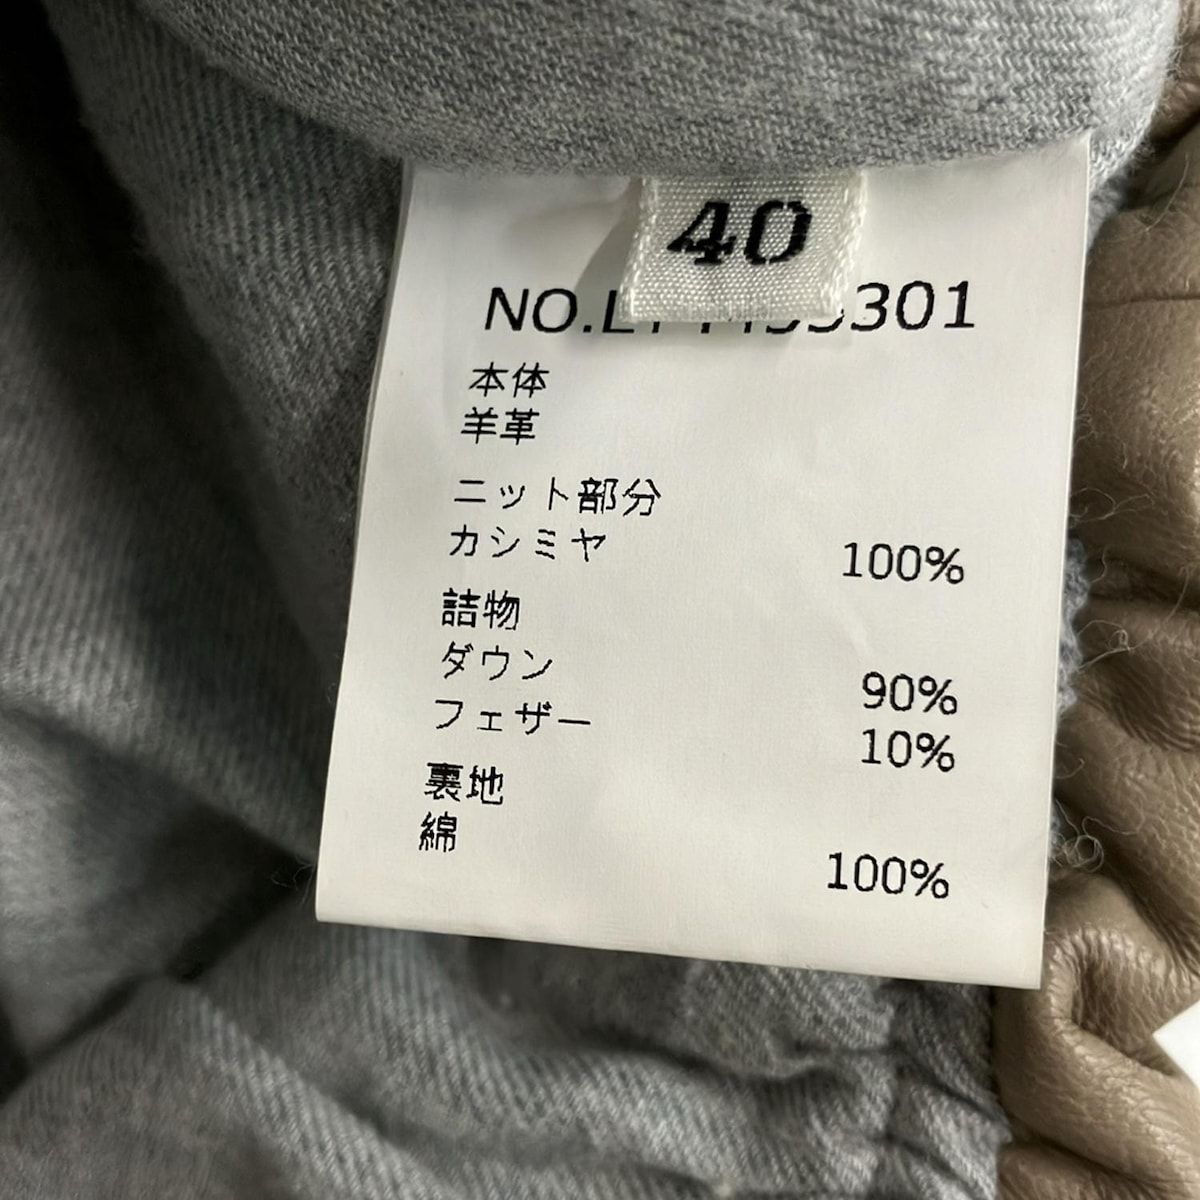 40
本体
羊革
ニット部分
カシミヤ 100%
詰物
ダウン 90%
フェザー 10%
裏地
綿 100%